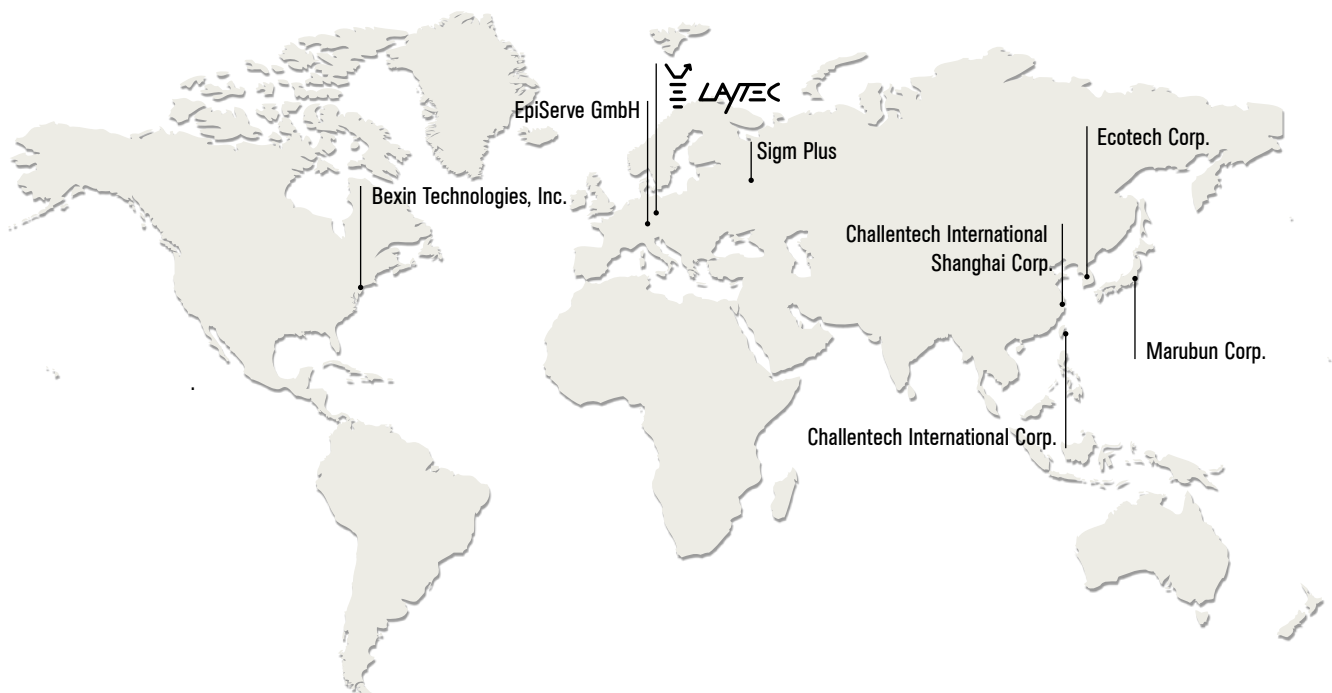 LAYTEC
EpiServe GmbH
Ecotech Corp.
Sigm Plus
Bexin Technologies, Inc.
Challentech International
Shanghai Corp.
Marubun Corp.
Challentech International Corp.